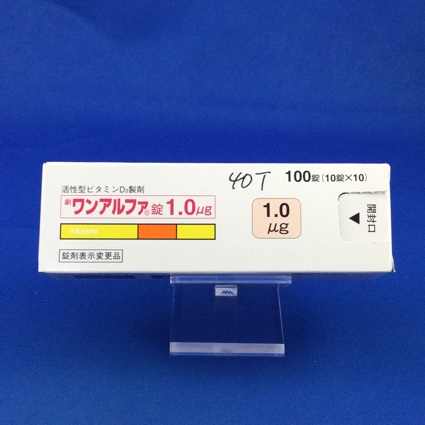 活性型ビタミンD₃製剤
劇 ワンアルファ®錠 1.0μg
錠剤表示変更品
40T
100錠(10錠×10)
1.0
μg
開封口